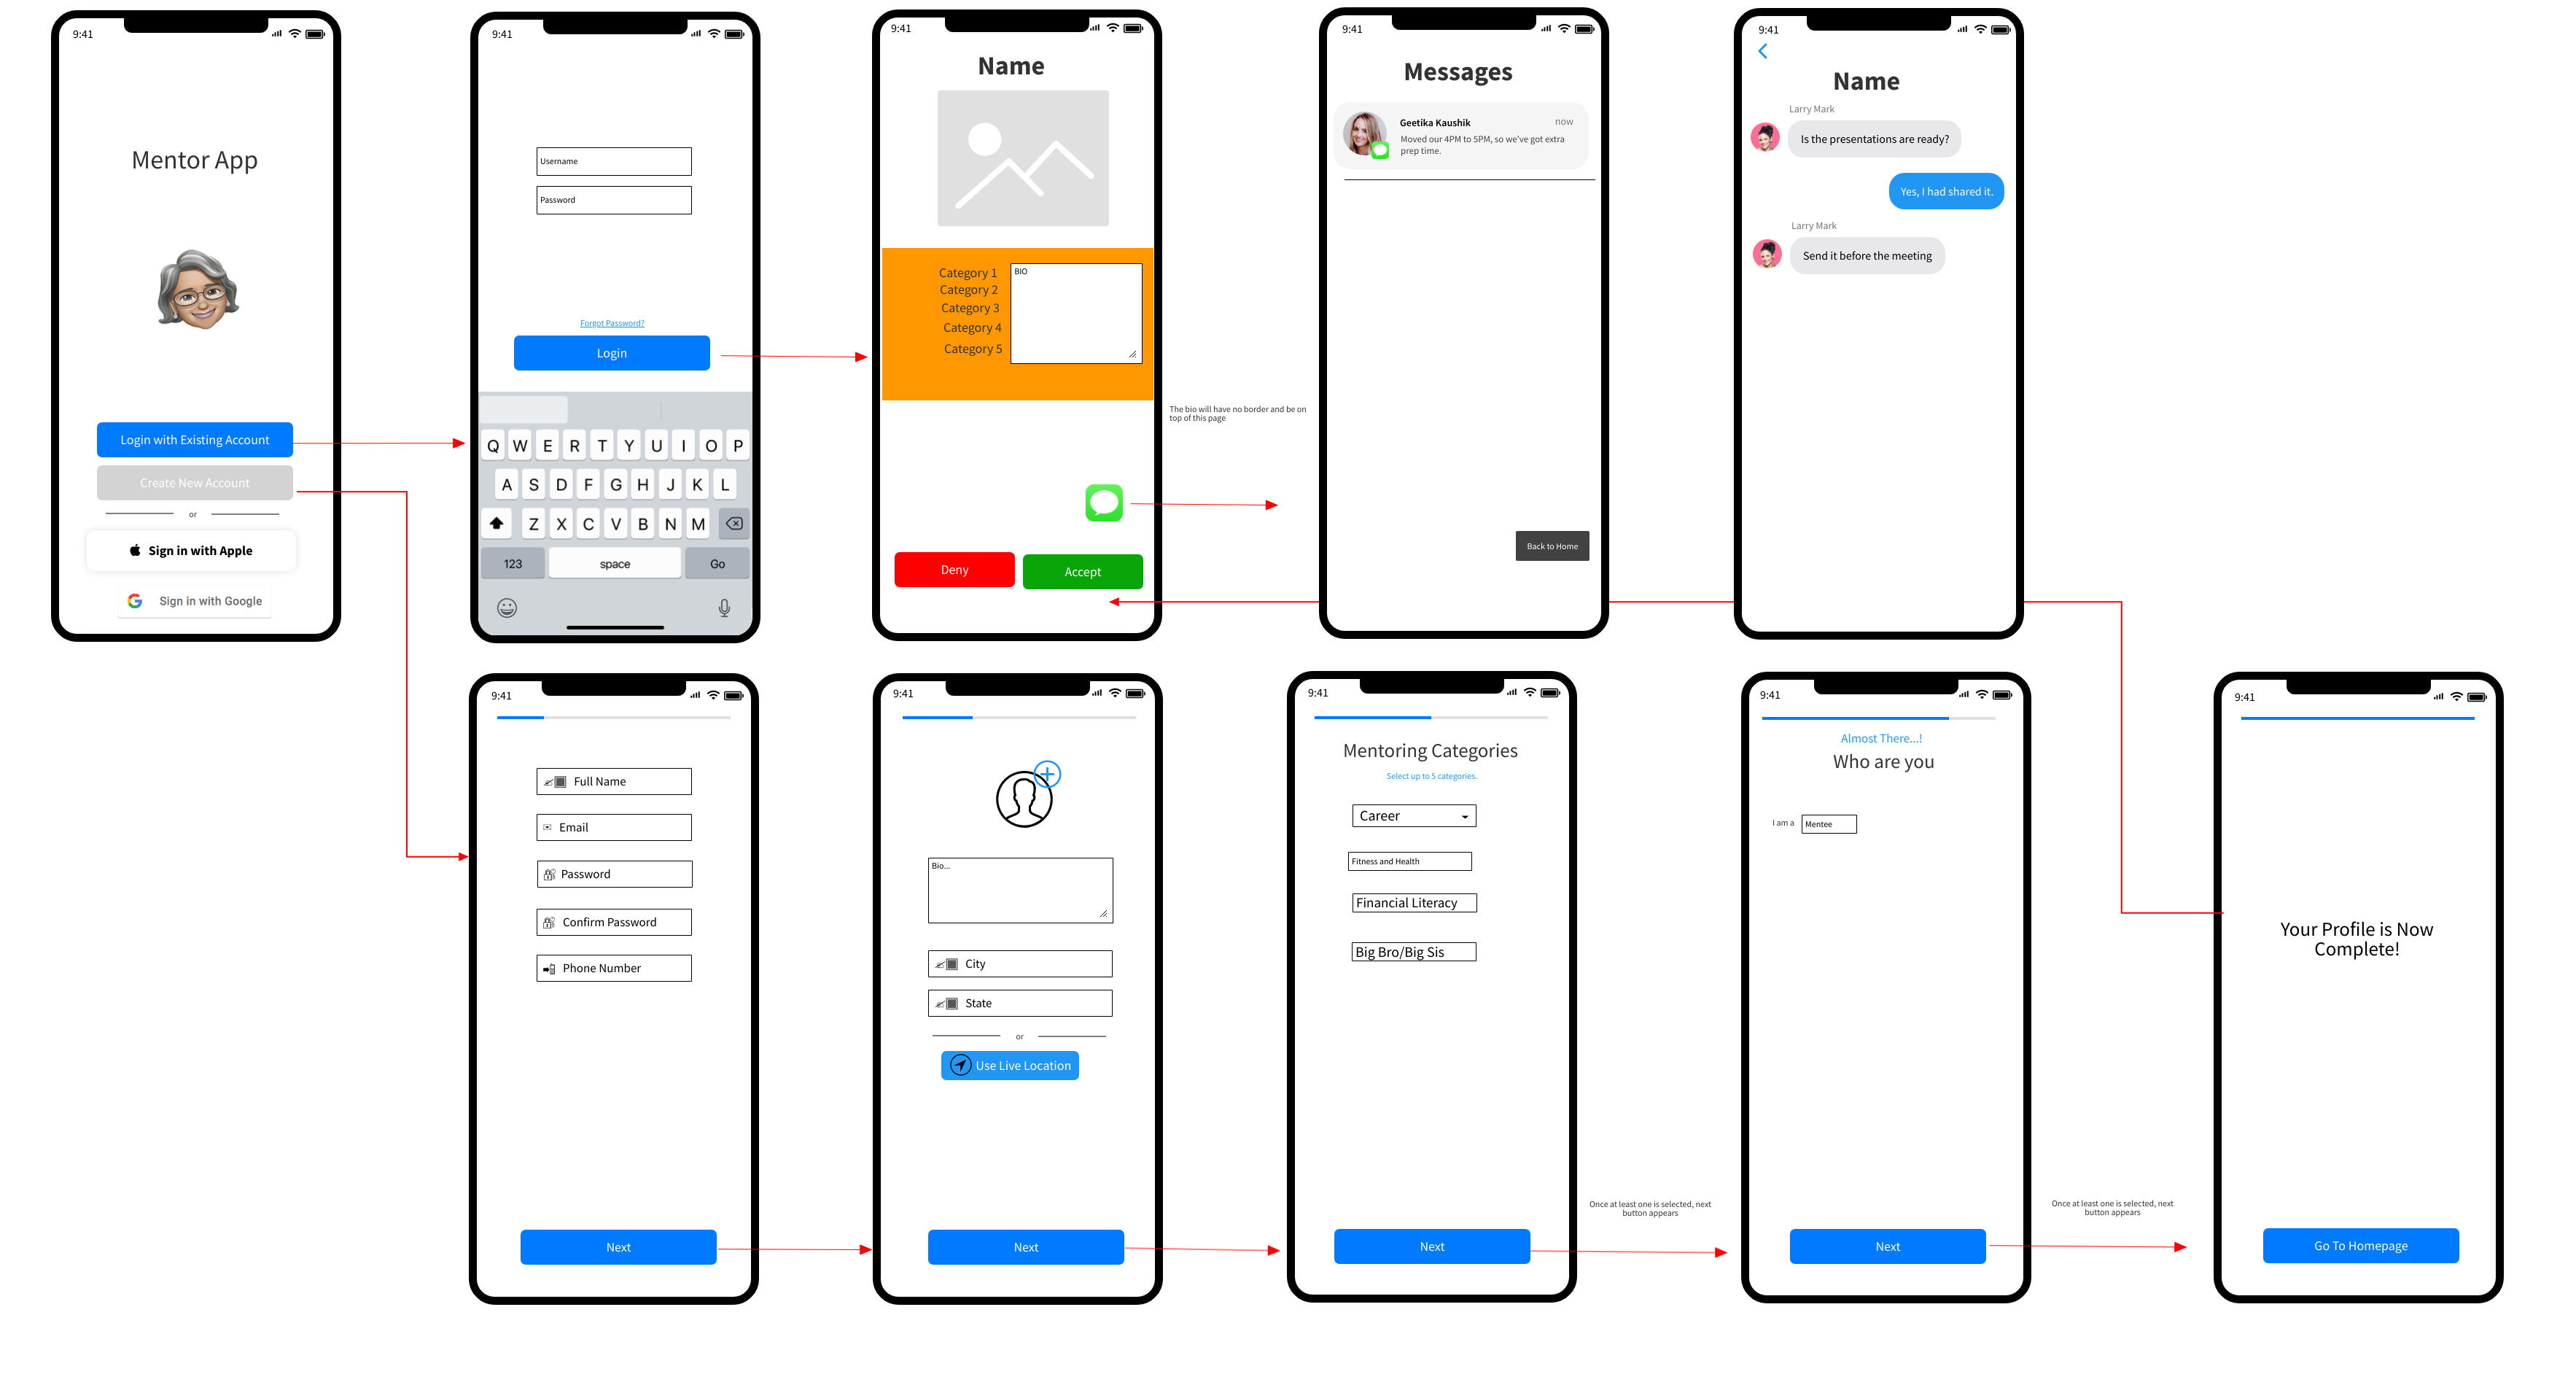 9:41
Mentor App
Login with Existing Account
Create New Account
or
Sign in with Apple
Sign in with Google
9:41
Username
Password
Forgot Password?
Login
Q W E R T Y U I O P
A S D F G H J K L
Z X C V B N M
123 space Go
9:41
Name
Category 1
Category 2
Category 3
Category 4
Category 5
BIO
Deny
Accept
The bio will have no border and be on
top of this page
9:41
Messages
Geetika Kaushik now
Moved our 4PM to 5PM, so we've got extra
prep time.
Back to Home
9:41
Name
Larry Mark
Is the presentations are ready?
Yes, I had shared it.
Larry Mark
Send it before the meeting
9:41
Full Name
Email
Password
Confirm Password
Phone Number
Next
9:41
Bio...
City
State
or
Use Live Location
Next
9:41
Mentoring Categories
Select up to 5 categories.
Career
Fitness and Health
Financial Literacy
Big Bro/Big Sis
Next
Once at least one is selected, next
button appears
9:41
Almost There...!
Who are you
I am a Mentee
Next
Once at least one is selected, next
button appears
9:41
Your Profile is Now
Complete!
Go To Homepage